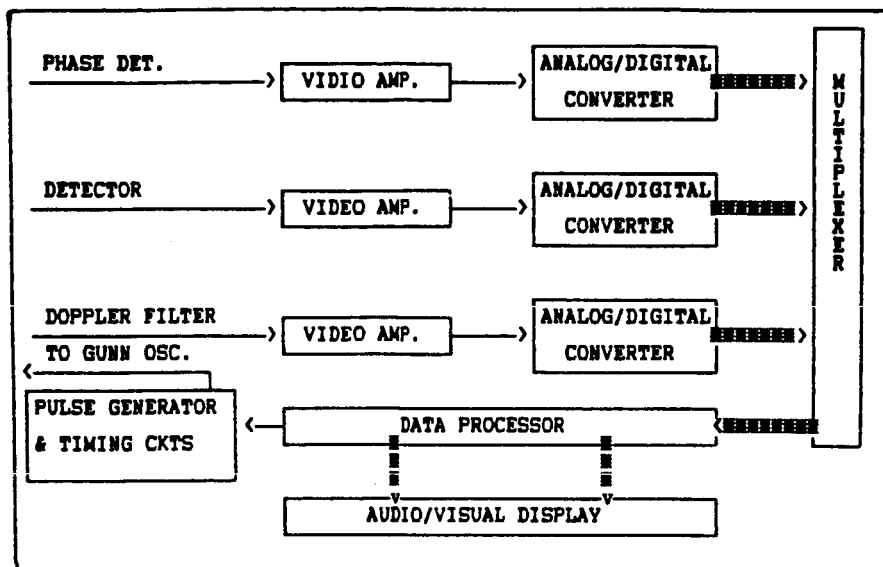 PHASE DET.
VIDIO AMP.
ANALOG/DIGITAL
CONVERTER
MULTIPLEXER
DETECTOR
VIDEO AMP.
ANALOG/DIGITAL
CONVERTER
DOPPLER FILTER
VIDEO AMP.
ANALOG/DIGITAL
CONVERTER
TO GUNN OSC.
PULSE GENERATOR
& TIMING CKTS
DATA PROCESSOR
AUDIO/VISUAL DISPLAY